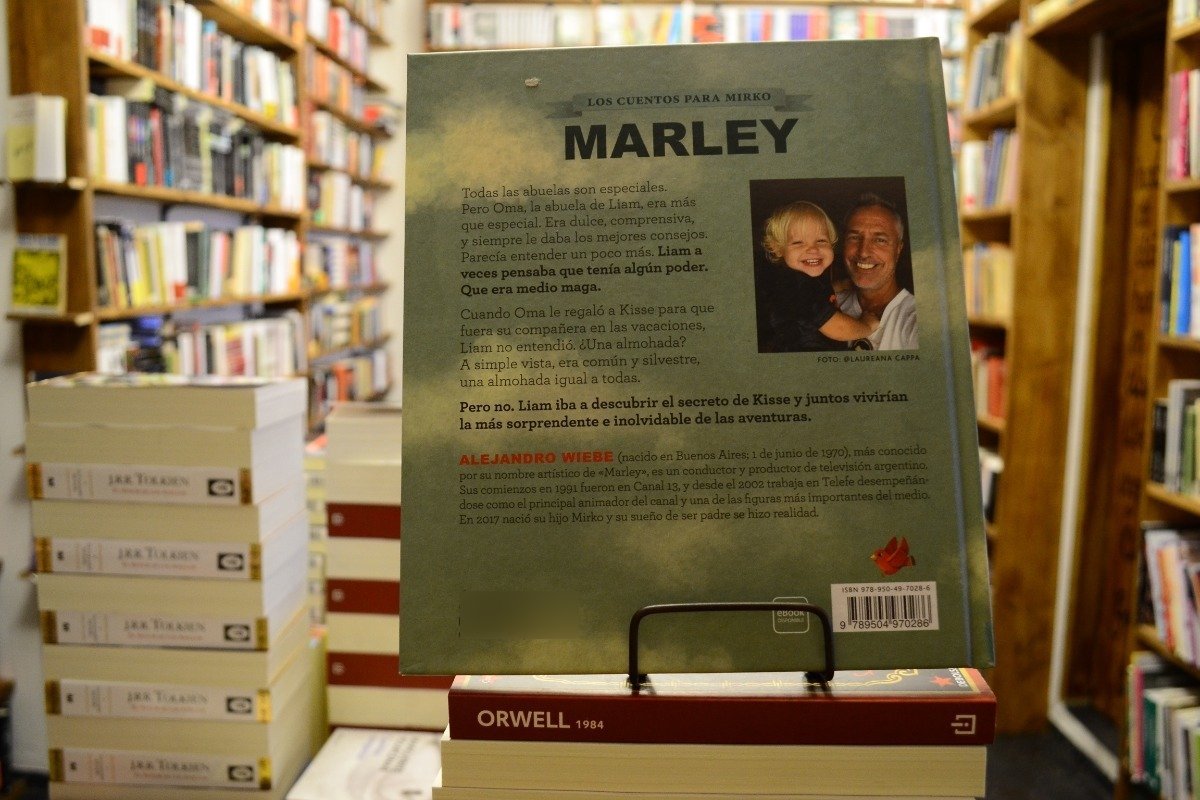 LOS CUENTOS PARA MIRKO
MARLEY
Todas las abuelas son especiales.
Pero Oma, la abuela de Liam, era más
que especial. Era dulce, comprensiva,
y siempre le daba los mejores consejos.
Parecía entender un poco más. Liam a
veces pensaba que tenía algún poder.
Que era medio maga.
Cuando Oma le regaló a Kisse para que
fuera su compañera en las vacaciones,
Liam no entendió. ¿Una almohada?
A simple vista, era común y silvestre,
una almohada igual a todas.
Pero no. Liam iba a descubrir el secreto de Kisse y juntos vivirían
la más sorprendente e inolvidable de las aventuras.
FOTO: @LAUREANA CAPPA
ALEJANDRO WIEBE (nacido en Buenos Aires; 1 de junio de 1970), más conocido
por su nombre artístico de «Marley», es un conductor y productor de televisión argentino.
Sus comienzos en 1991 fueron en Canal 13, y desde el 2002 trabaja en Telefe desempeñán-
dose como el principal animador del canal y una de las figuras más importantes del medio.
En 2017 nació su hijo Mirko y su sueño de ser padre se hizo realidad.
eBook
DISPONIBLE
ISBN 978-950-49-7028-6
9 789504 970286
ORWELL 1984
J.R.R. TOLKIEN
J.R.R. TOLKIEN
J.R.R. TOLKIEN
J.R.R. TOLKIEN
J.R.R. TOLKIEN